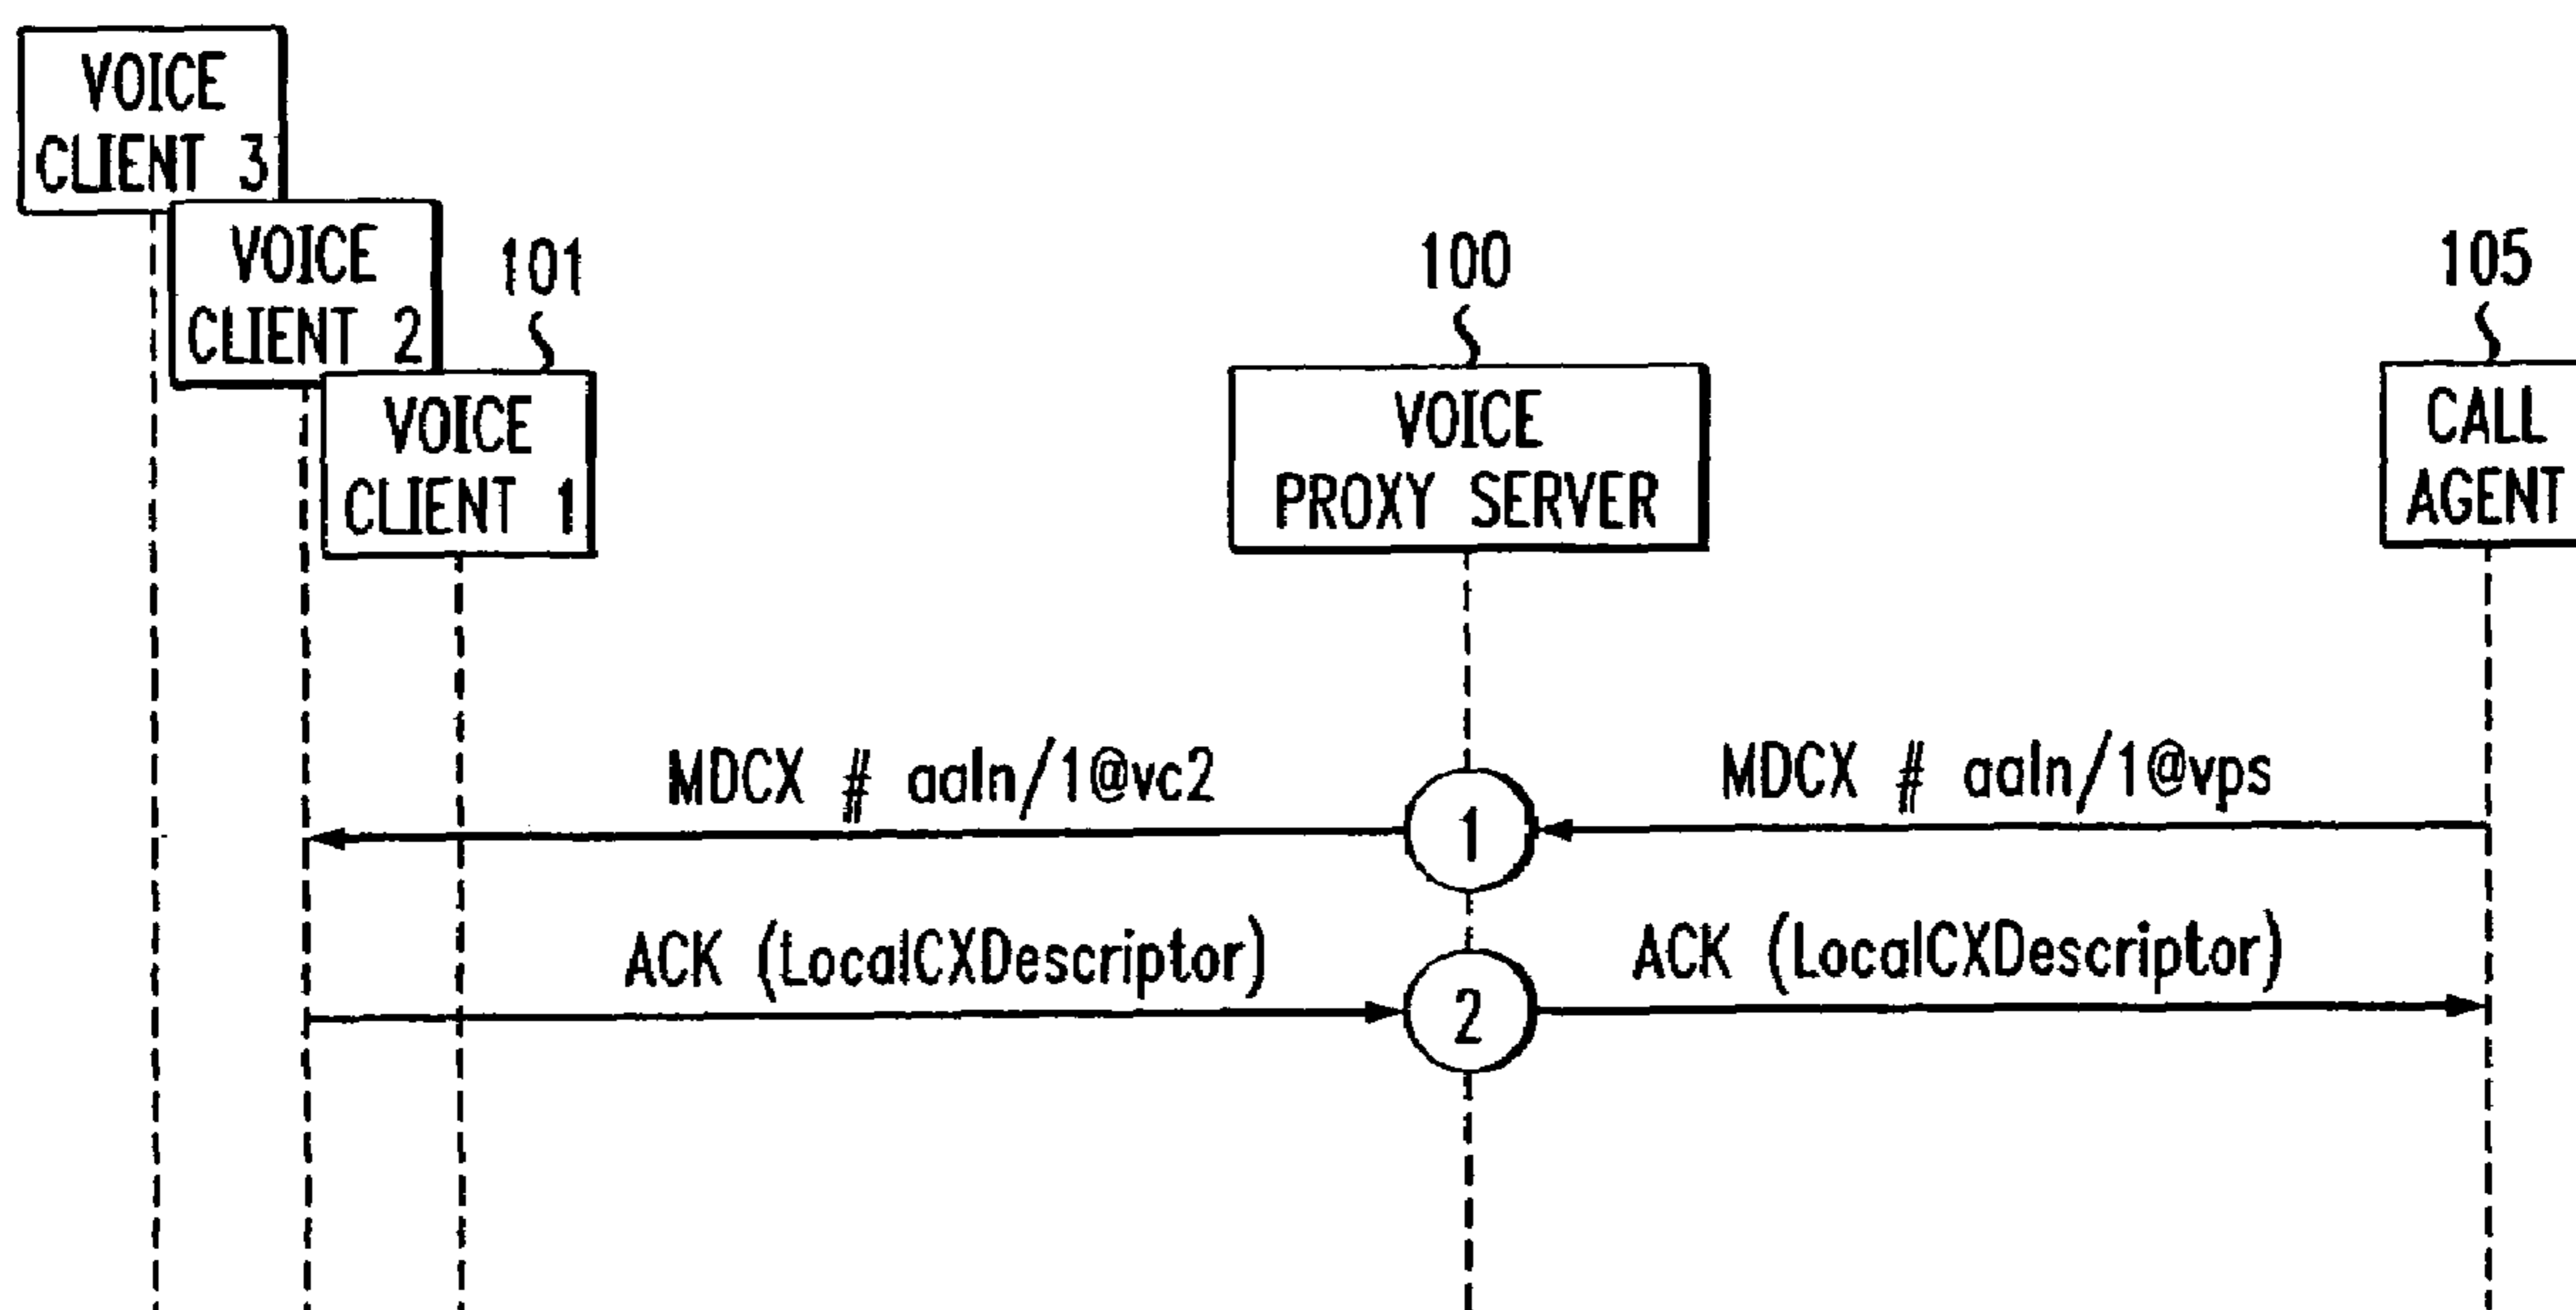 VOICE
CLIENT 3
VOICE
CLIENT 2
101
VOICE
CLIENT 1
100
VOICE
PROXY SERVER
105
CALL
AGENT
MDCX # aaln/1@vc2
1
MDCX # aaln/1@vps
ACK (LocalCXDescriptor)
2
ACK (LocalCXDescriptor)